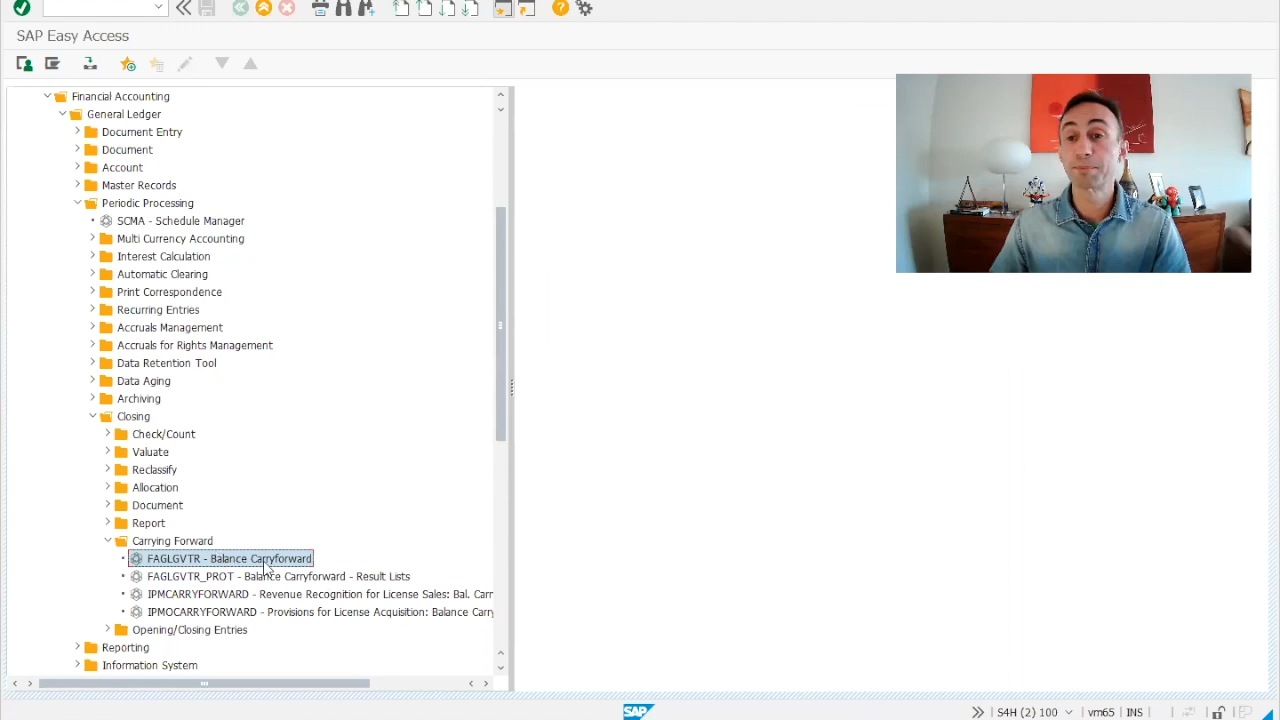 SAP Easy Access
Financial Accounting
General Ledger
Document Entry
Document
Account
Master Records
Periodic Processing
SCMA - Schedule Manager
Multi Currency Accounting
Interest Calculation
Automatic Clearing
Print Correspondence
Recurring Entries
Accruals Management
Accruals for Rights Management
Data Retention Tool
Data Aging
Archiving
Closing
Check/Count
Valuate
Reclassify
Allocation
Document
Report
Carrying Forward
FAGLGVTR - Balance Carryforward
FAGLGVTR_PROT - Balance Carryforward - Result Lists
IPMCARRYFORWARD - Revenue Recognition for License Sales: Bal. Carr
IPMOCARRYFORWARD - Provisions for License Acquisition: Balance Carry
Opening/Closing Entries
Reporting
Information System
SAP
S4H (2) 100
vm65
INS